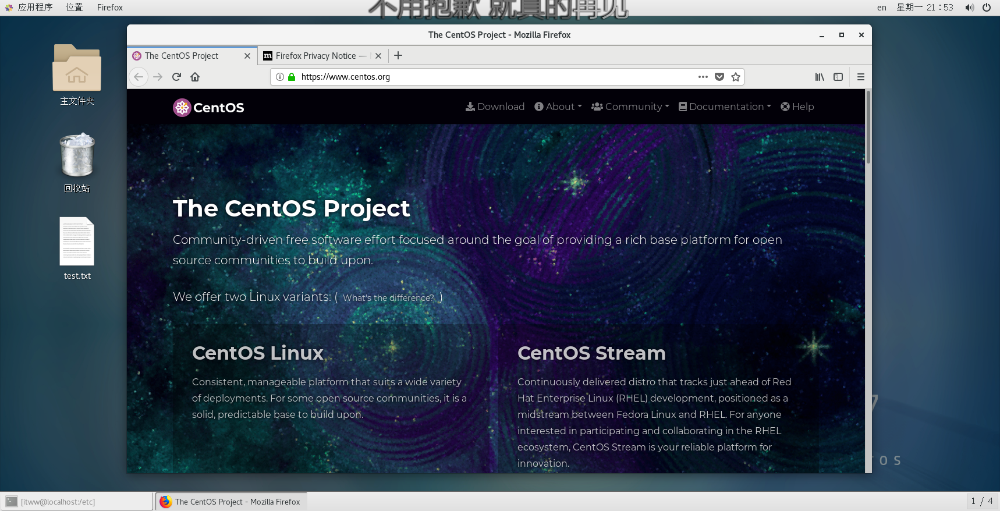 应用程序 位置 Firefox
不用抱歉 就真的再见
en 星期一 21：53
The CentOS Project - Mozilla Firefox
The CentOS Project
Firefox Privacy Notice —
https://www.centos.org
CentOS
Download About Community Documentation Help
主文件夹
回收站
test.txt
The CentOS Project
Community-driven free software effort focused around the goal of providing a rich base platform for open
source communities to build upon.
We offer two Linux variants: ( What's the difference? )
CentOS Linux
Consistent, manageable platform that suits a wide variety
of deployments. For some open source communities, it is a
solid, predictable base to build upon.
CentOS Stream
Continuously delivered distro that tracks just ahead of Red
Hat Enterprise Linux (RHEL) development, positioned as a
midstream between Fedora Linux and RHEL. For anyone
interested in participating and collaborating in the RHEL
ecosystem, CentOS Stream is your reliable platform for
innovation.
7
OS
[itww@localhost:/etc]
The CentOS Project - Mozilla Firefox
1 / 4